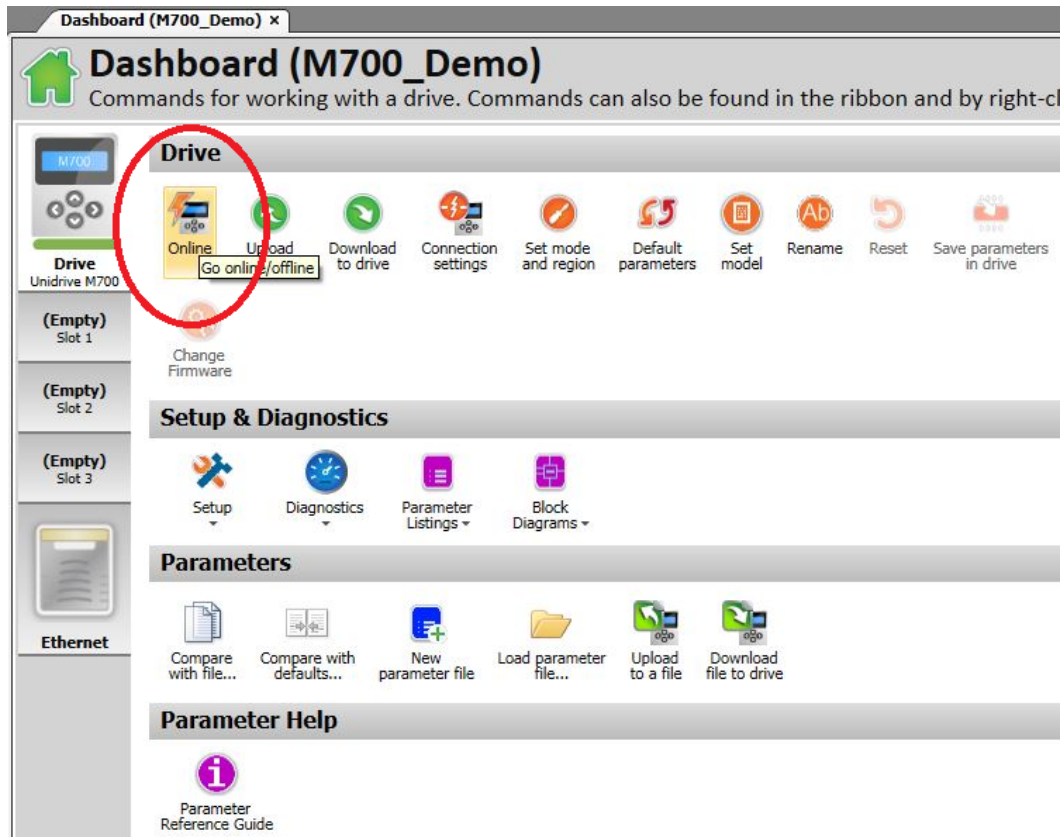 Dashboard (M700_Demo) ×
Dashboard (M700_Demo)
Commands for working with a drive. Commands can also be found in the ribbon and by right-cl
M700
Drive
Unidrive M700
(Empty)
Slot 1
(Empty)
Slot 2
(Empty)
Slot 3
Ethernet
Drive
Online
Go online/offline
Upload
Download
to drive
Connection
settings
Set mode
and region
Default
parameters
Set
model
Ab
Rename
Reset
Save parameters
in drive
Change
Firmware
Setup & Diagnostics
Setup
Diagnostics
Parameter
Listings
Block
Diagrams
Parameters
Compare
with file...
Compare with
defaults...
New
parameter file
Load parameter
file...
Upload
to a file
Download
file to drive
Parameter Help
Parameter
Reference Guide